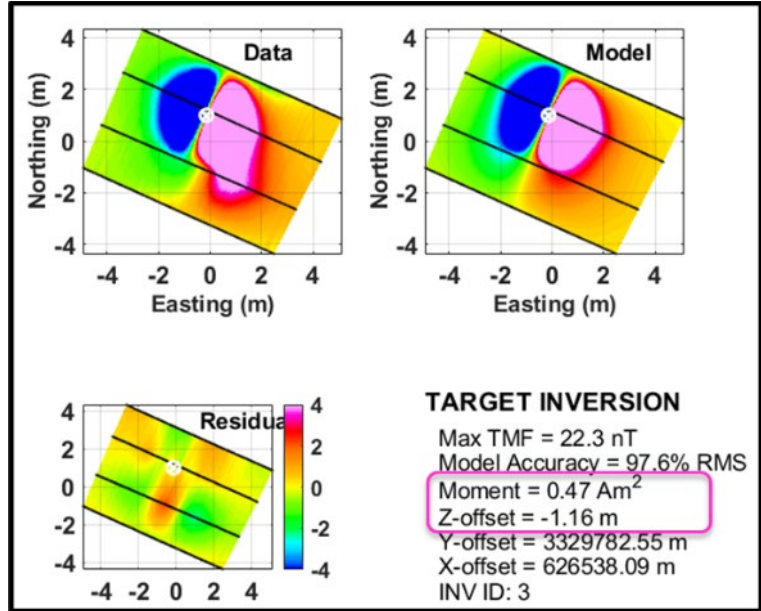 Data
Northing (m)
4
2
0
-2
-4
-4 -2 0 2 4
Easting (m)
Model
Northing (m)
4
2
0
-2
-4
-4 -2 0 2 4
Easting (m)
Residua
4
2
0
-2
-4
-4 -2 0 2 4
4
2
0
-2
-4
TARGET INVERSION
Max TMF = 22.3 nT
Model Accuracy = 97.6% RMS
Moment = 0.47 Am²
Z-offset = -1.16 m
Y-offset = 3329782.55 m
X-offset = 626538.09 m
INV ID: 3